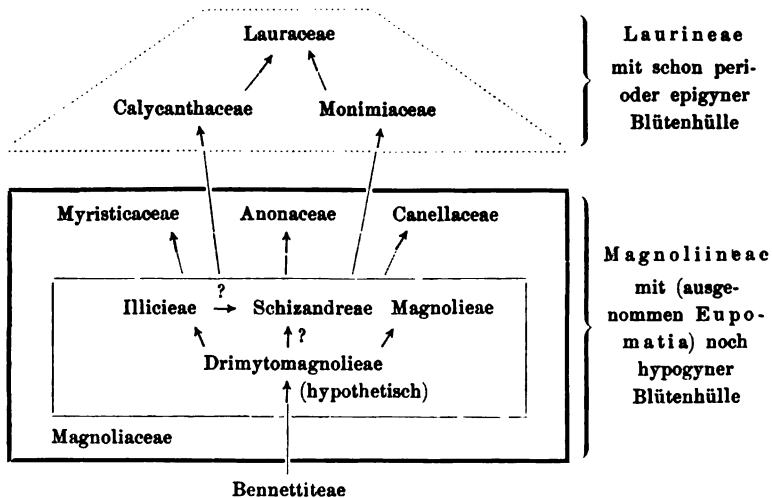 Lauraceae
Calycanthaceae Monimiaceae
Laurineae
mit schon peri-
oder epigyner
Blütenhülle
Myristicaceae Anonaceae Canellaceae
?
Illicieae Schizandreae Magnolieae
?
Drimytomagnolieae
(hypothetisch)
Magnoliaceae
Bennettiteae
Magnoliineae
mit (ausge-
nommen Eupo-
matia) noch
hypogyner
Blütenhülle